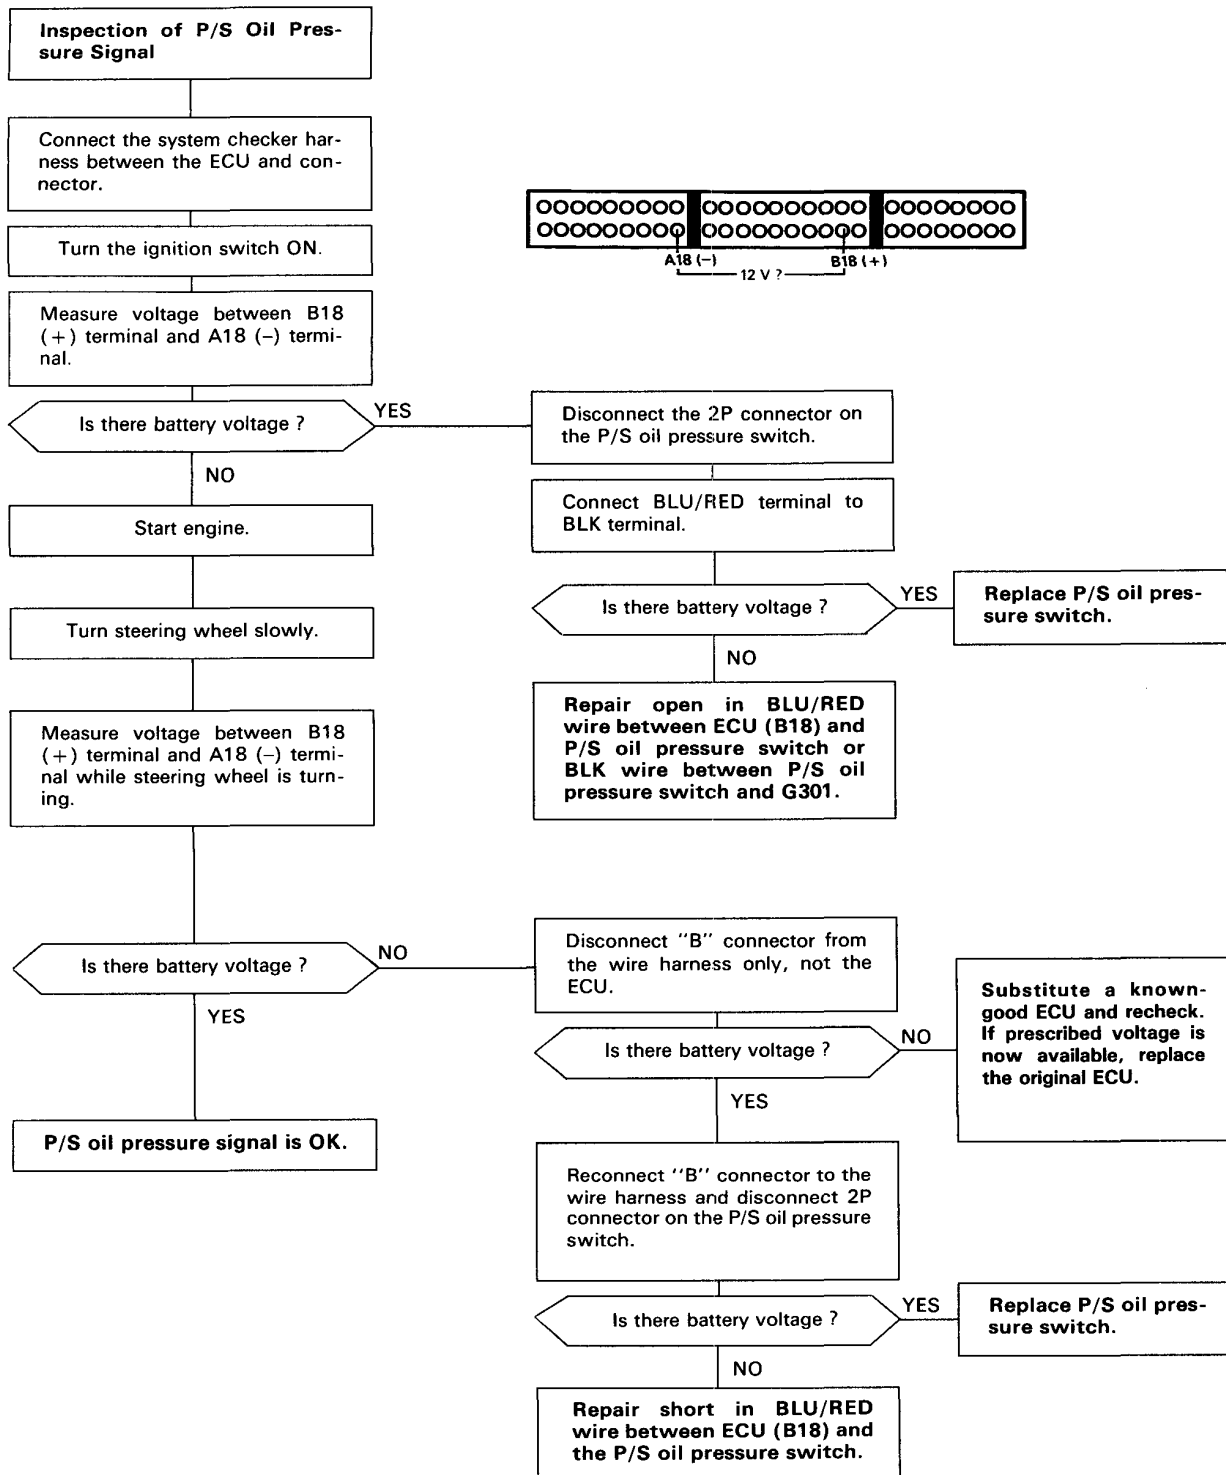 Inspection of P/S Oil Pres-
sure Signal
Connect the system checker har-
ness between the ECU and con-
nector.
Turn the ignition switch ON.
A18 (–)
B18 (+)
12 V ?
Measure voltage between B18
(+) terminal and A18 (–) termi-
nal.
Is there battery voltage ?
YES
NO
Disconnect the 2P connector on
the P/S oil pressure switch.
Connect BLU/RED terminal to
BLK terminal.
Is there battery voltage ?
YES
Replace P/S oil pres-
sure switch.
NO
Repair open in BLU/RED
wire between ECU (B18) and
P/S oil pressure switch or
BLK wire between P/S oil
pressure switch and G301.
Start engine.
Turn steering wheel slowly.
Measure voltage between B18
(+) terminal and A18 (–) termi-
nal while steering wheel is turn-
ing.
Is there battery voltage ?
NO
YES
P/S oil pressure signal is OK.
Disconnect "B" connector from
the wire harness only, not the
ECU.
Is there battery voltage ?
NO
Substitute a known-
good ECU and recheck.
If prescribed voltage is
now available, replace
the original ECU.
YES
Reconnect "B" connector to the
wire harness and disconnect 2P
connector on the P/S oil pressure
switch.
Is there battery voltage ?
YES
Replace P/S oil pres-
sure switch.
NO
Repair short in BLU/RED
wire between ECU (B18) and
the P/S oil pressure switch.